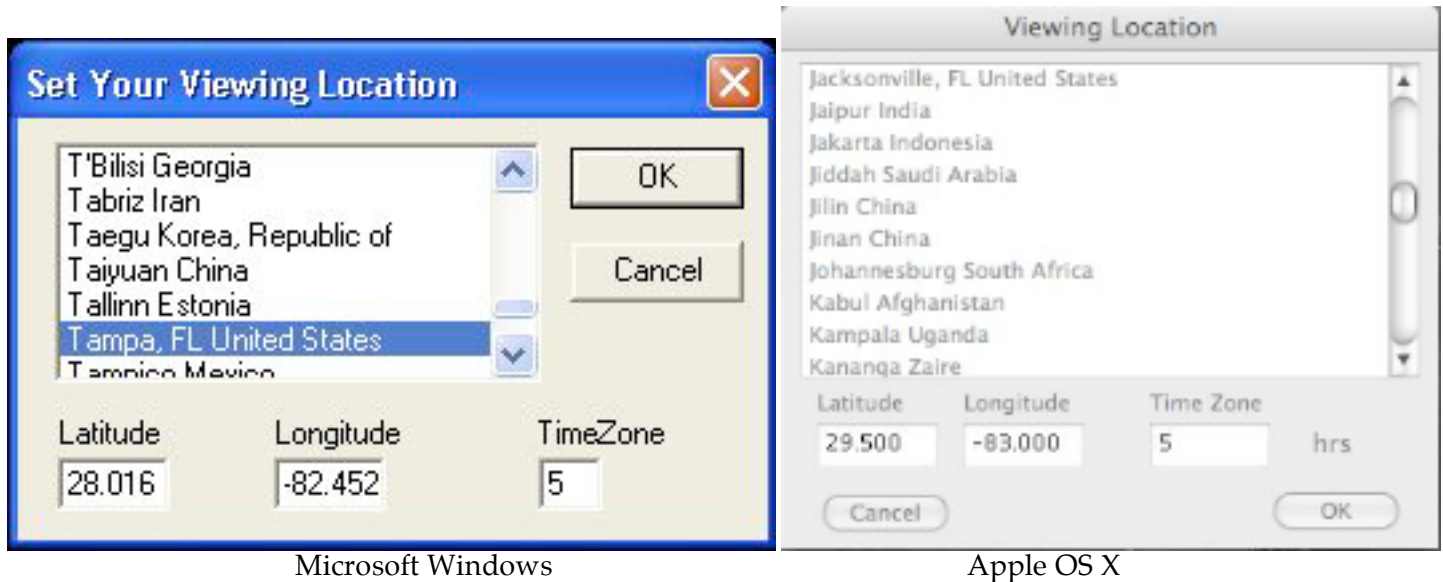 Set Your Viewing Location
T'Bilisi Georgia
Tabriz Iran
Taegu Korea, Republic of
Taiyuan China
Tallinn Estonia
Tampa, FL United States
Tampico Mexico
OK
Cancel
Latitude Longitude TimeZone
28.016 -82.452 5
Microsoft Windows
Viewing Location
Jacksonville, FL United States
Jaipur India
Jakarta Indonesia
Jiddah Saudi Arabia
Jilin China
Jinan China
Johannesburg South Africa
Kabul Afghanistan
Kampala Uganda
Kananga Zaire
Latitude Longitude Time Zone
29.500 -83.000 5 hrs
Cancel OK
Apple OS X